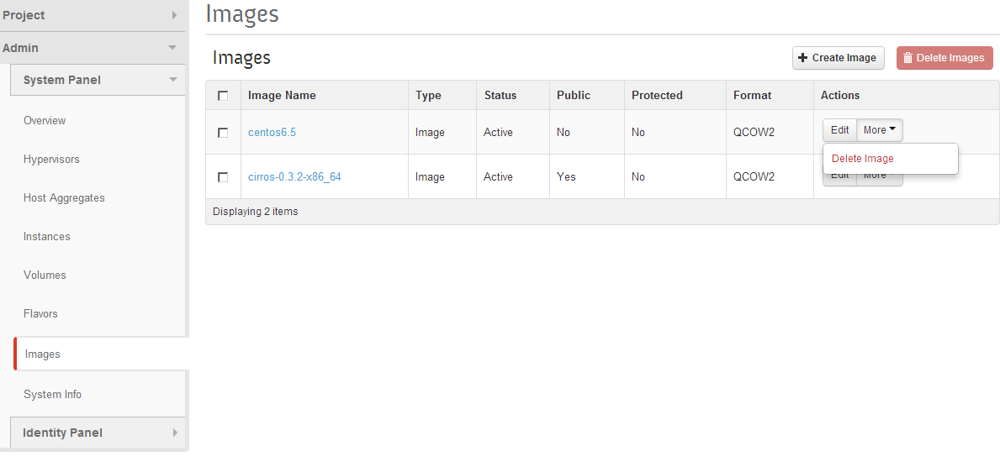 Project
Admin
System Panel
Overview
Hypervisors
Host Aggregates
Instances
Volumes
Flavors
Images
System Info
Identity Panel
Images
Images
Create Image Delete Images
Image Name Type Status Public Protected Format Actions
centos6.5 Image Active No No QCOW2 Edit More
Delete Image
cirros-0.3.2-x86_64 Image Active Yes No QCOW2 Edit More
Displaying 2 items